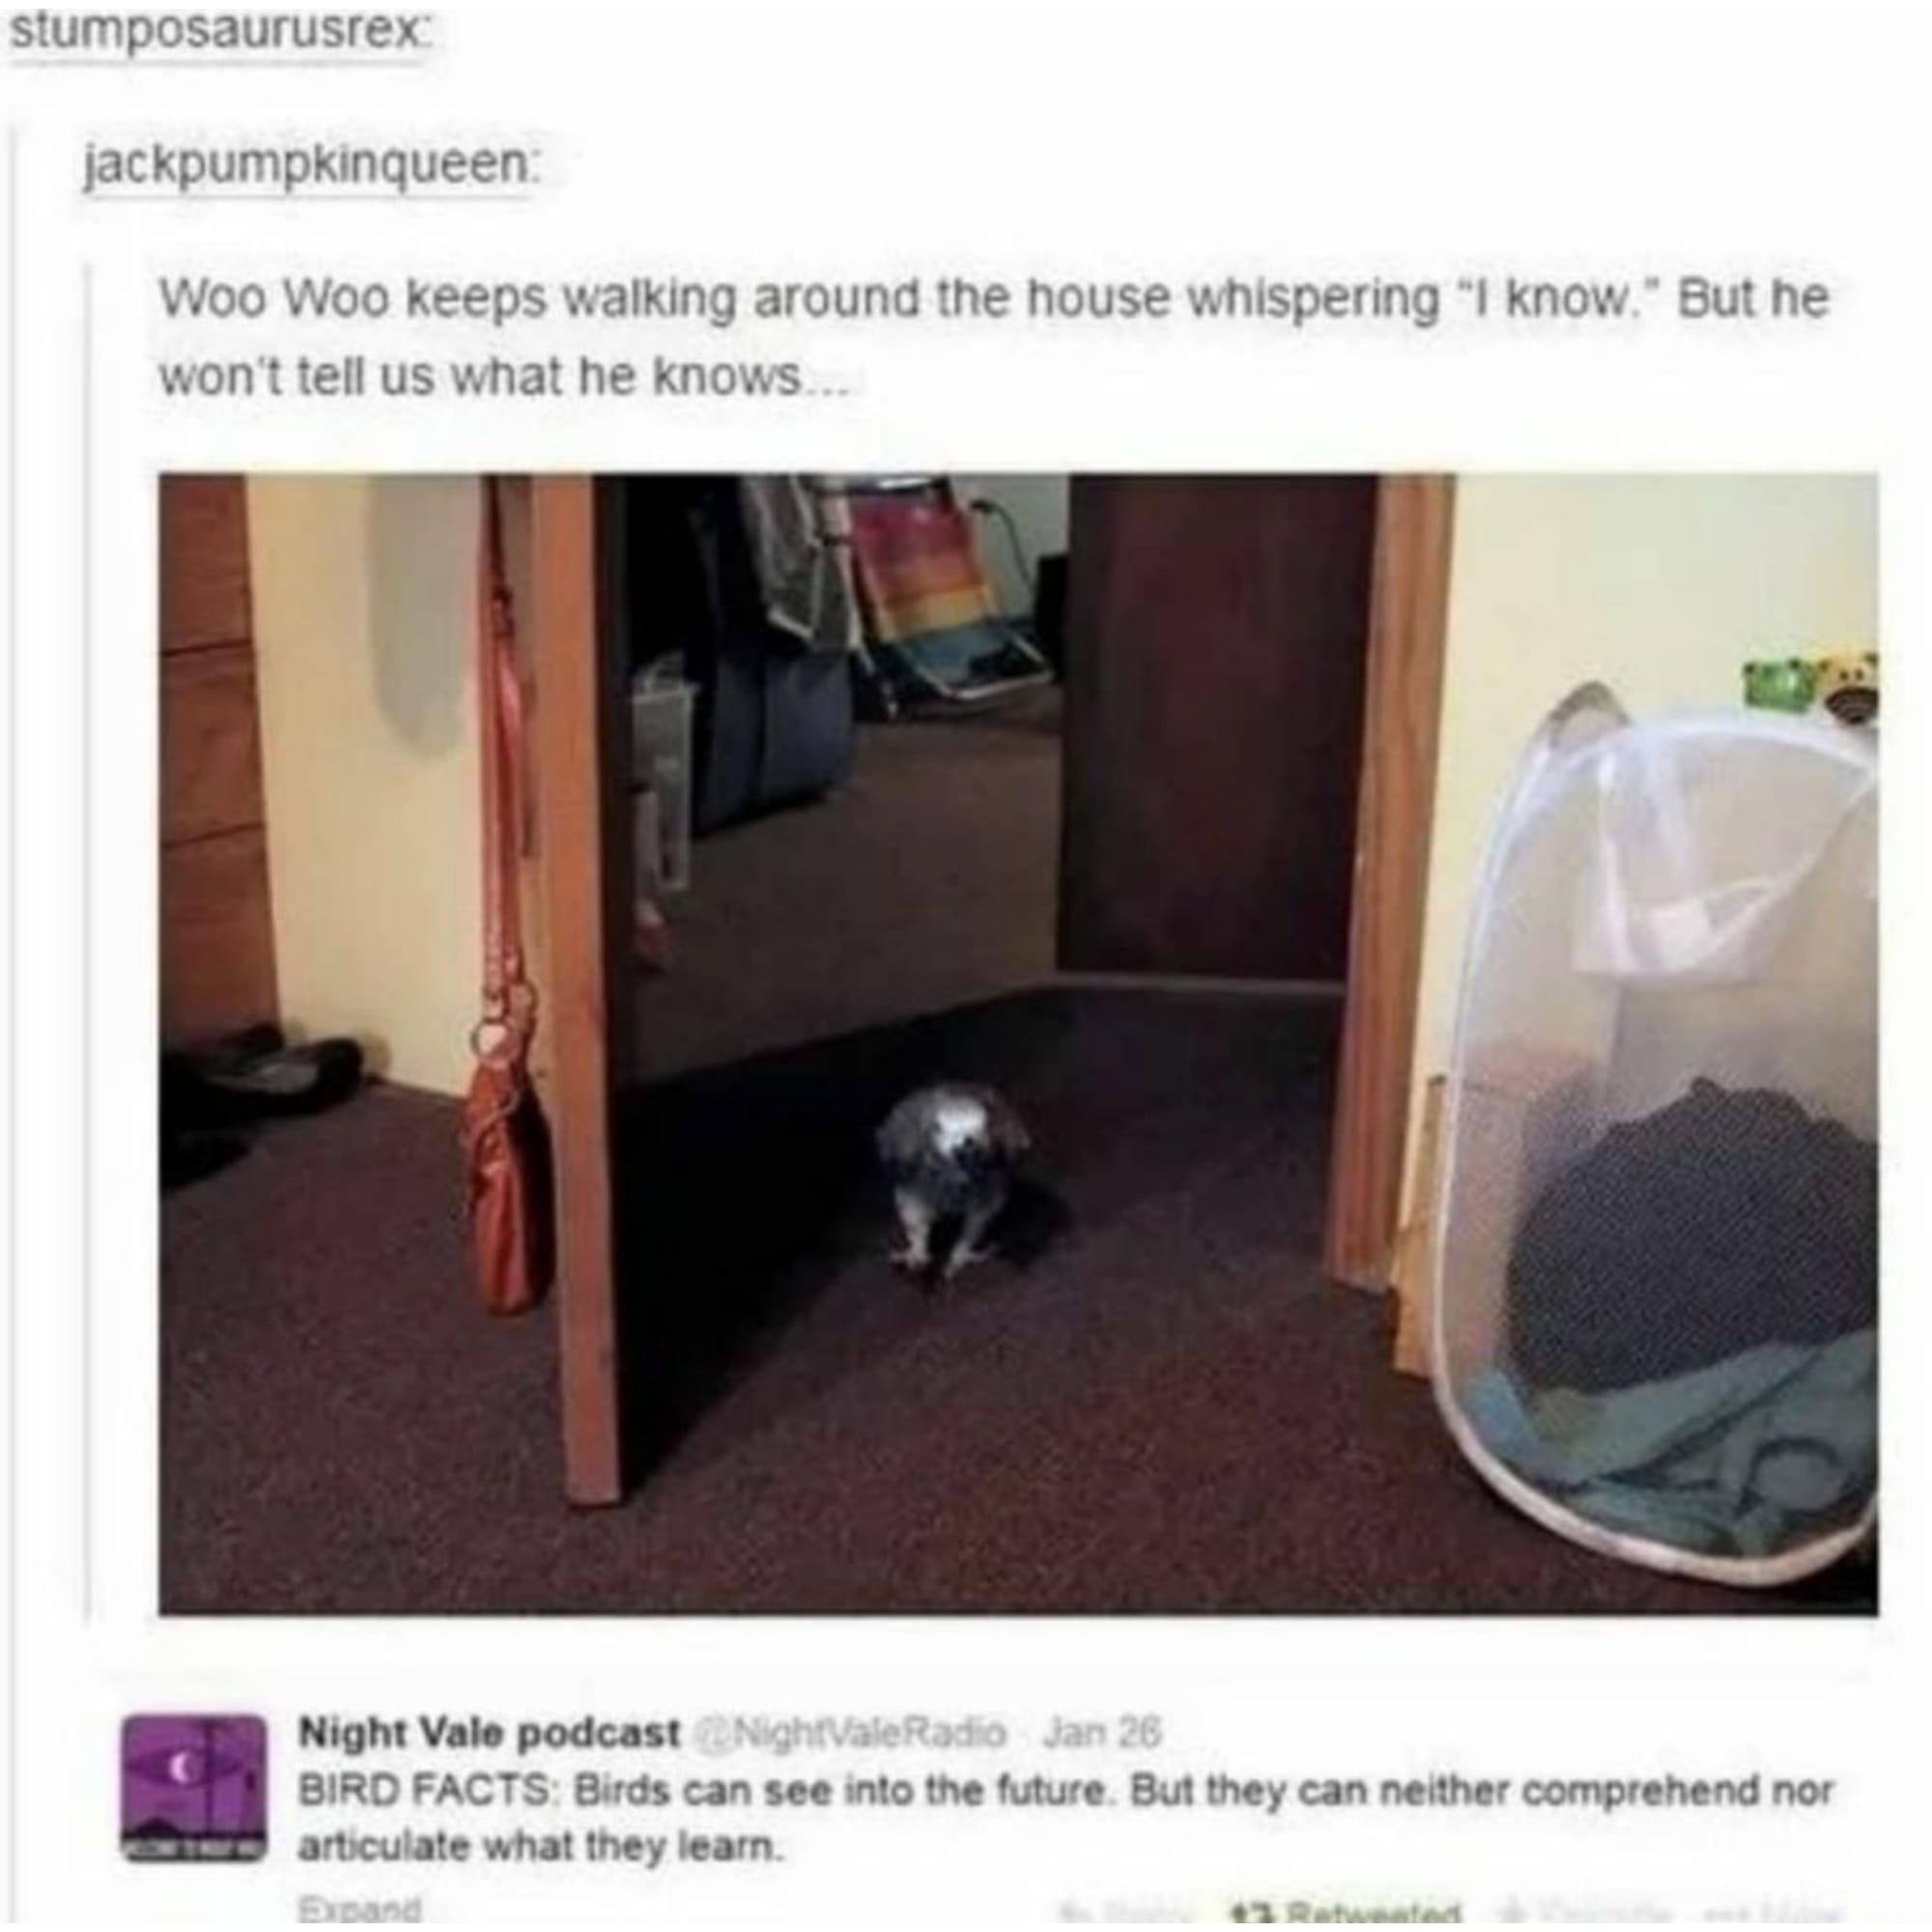 stumposaurusrex:
jackpumpkinqueen:
Woo Woo keeps walking around the house whispering "I know." But he
won't tell us what he knows...
Night Vale podcast @NightValeRadio · Jan 26
BIRD FACTS: Birds can see into the future. But they can neither comprehend nor
articulate what they learn.
Expand Retweeted